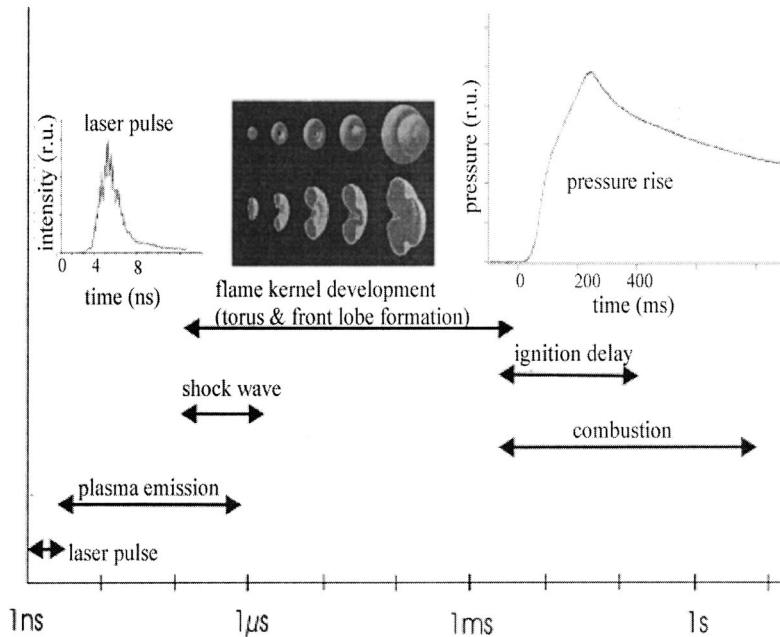 laser pulse
intensity (r.u.)
0 4 8
time (ns)
flame kernel development
(torus & front lobe formation)
pressure (r.u.)
pressure rise
0 200 400
time (ms)
ignition delay
shock wave
combustion
plasma emission
laser pulse
1ns 1μs 1ms 1s